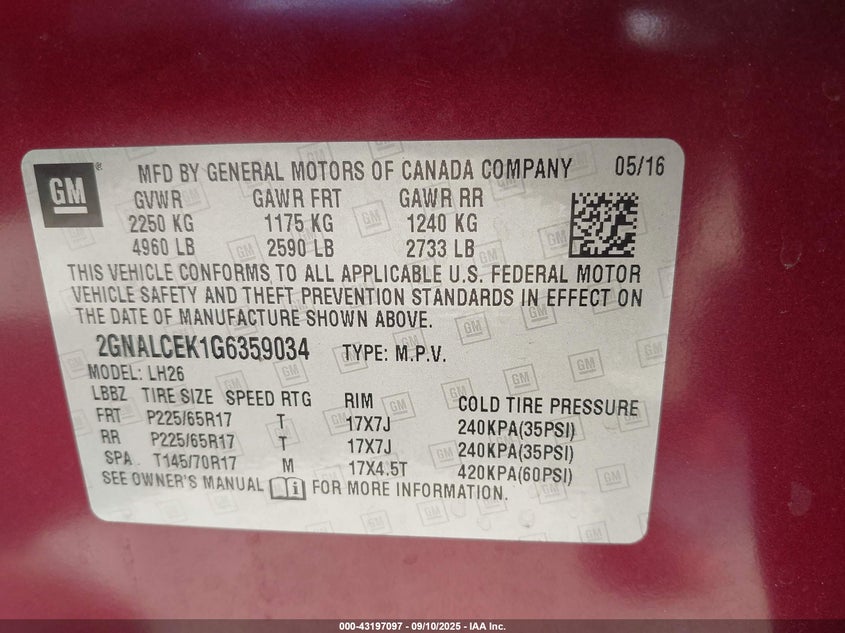 GM ® MFD BY GENERAL MOTORS OF CANADA COMPANY 05/16
GVWR GAWR FRT GAWR RR
2250 KG 1175 KG 1240 KG
4960 LB 2590 LB 2733 LB
THIS VEHICLE CONFORMS TO ALL APPLICABLE U.S. FEDERAL MOTOR
VEHICLE SAFETY AND THEFT PREVENTION STANDARDS IN EFFECT ON
THE DATE OF MANUFACTURE SHOWN ABOVE.
2GNALCEK1G6359034 TYPE: M.P.V.
MODEL: LH26
LBBZ TIRE SIZE SPEED RTG RIM COLD TIRE PRESSURE
FRT P225/65R17 T 17X7J 240KPA(35PSI)
RR P225/65R17 T 17X7J 240KPA(35PSI)
SPA T145/70R17 M 17X4.5T 420KPA(60PSI)
SEE OWNER'S MANUAL FOR MORE INFORMATION.
000-43197097 - 09/10/2025 - IAA Inc.